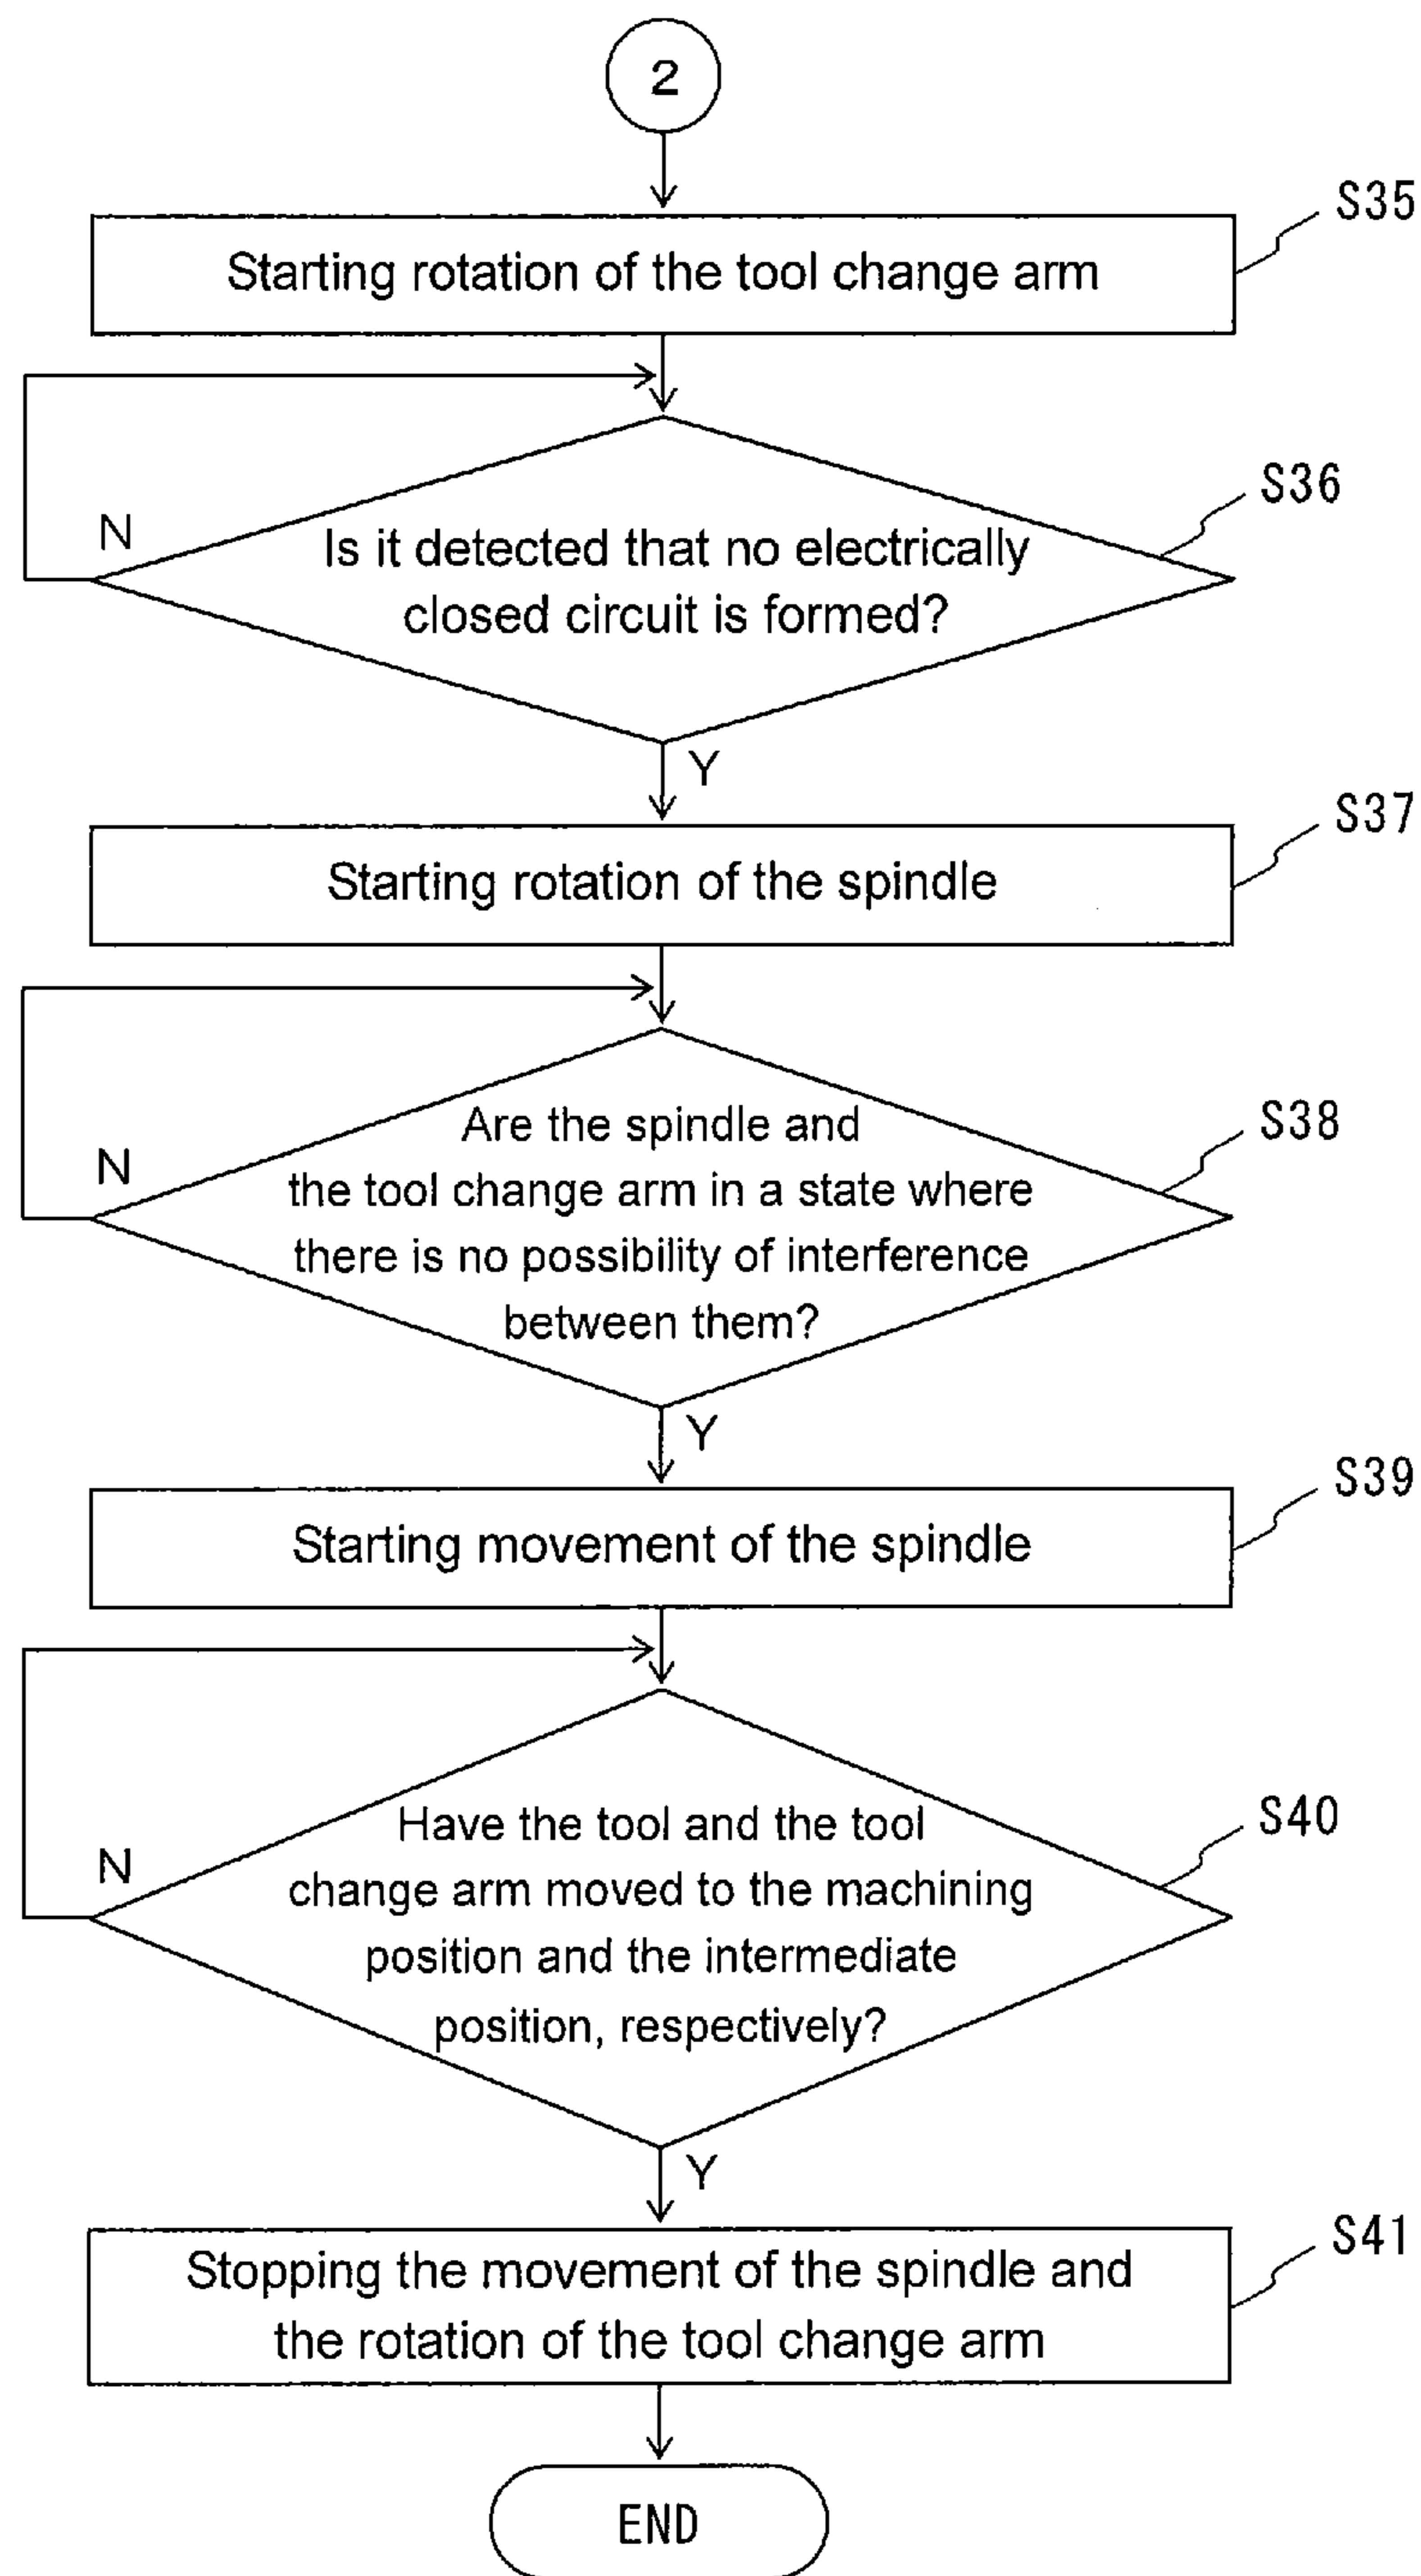 2
S35
Starting rotation of the tool change arm
S36
N
Is it detected that no electrically
closed circuit is formed?
Y
S37
Starting rotation of the spindle
S38
N
Are the spindle and
the tool change arm in a state where
there is no possibility of interference
between them?
Y
S39
Starting movement of the spindle
S40
N
Have the tool and the tool
change arm moved to the machining
position and the intermediate
position, respectively?
Y
S41
Stopping the movement of the spindle and
the rotation of the tool change arm
END